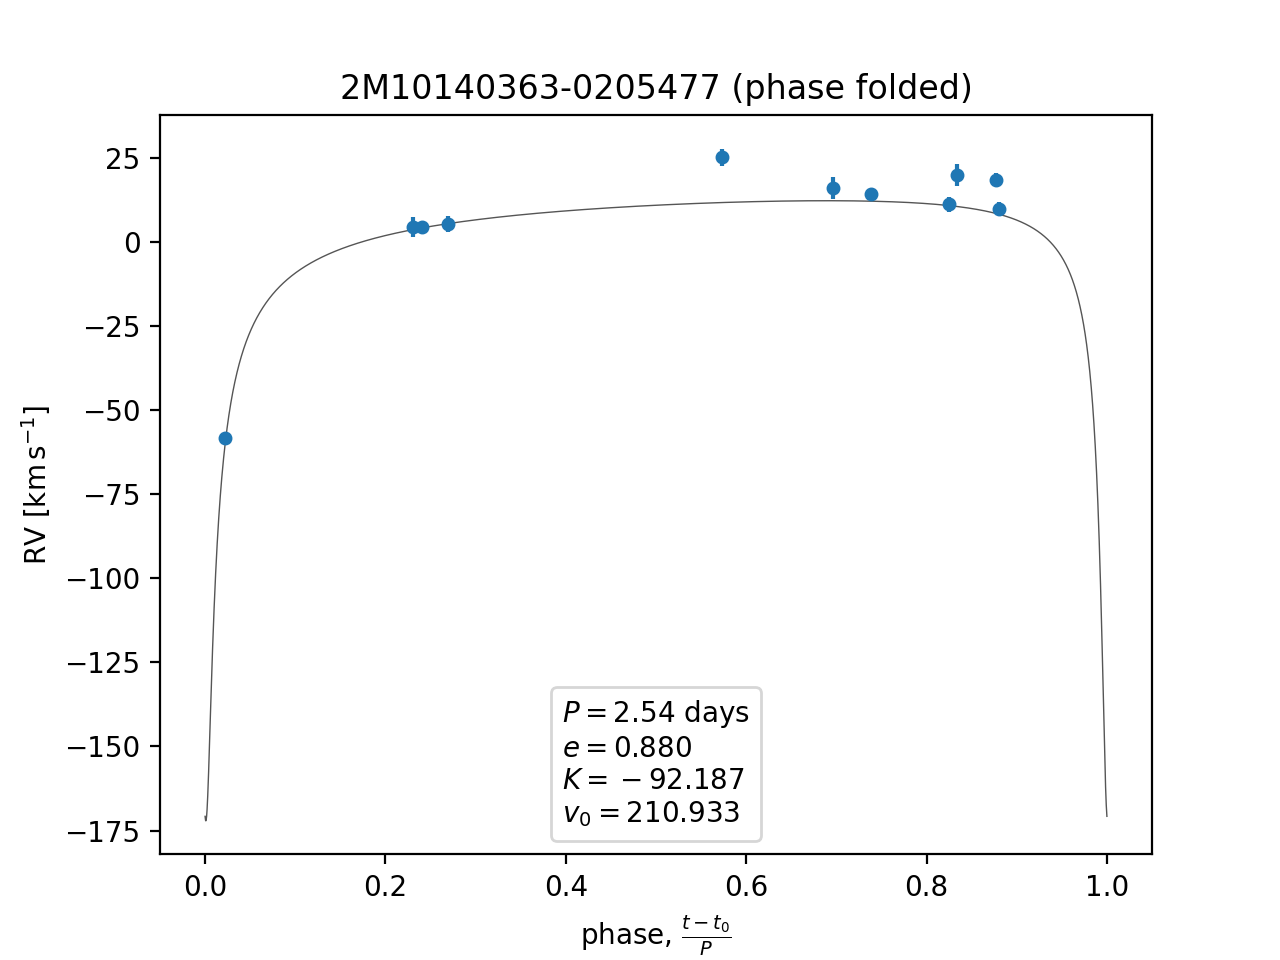 2M10140363-0205477 (phase folded)
25
0
−25
−50
−75
−100
−125
−150
−175
RV [km s⁻¹]
P = 2.54 days
e = 0.880
K = − 92.187
v₀ = 210.933
0.0 0.2 0.4 0.6 0.8 1.0
phase, (t − t₀)/P